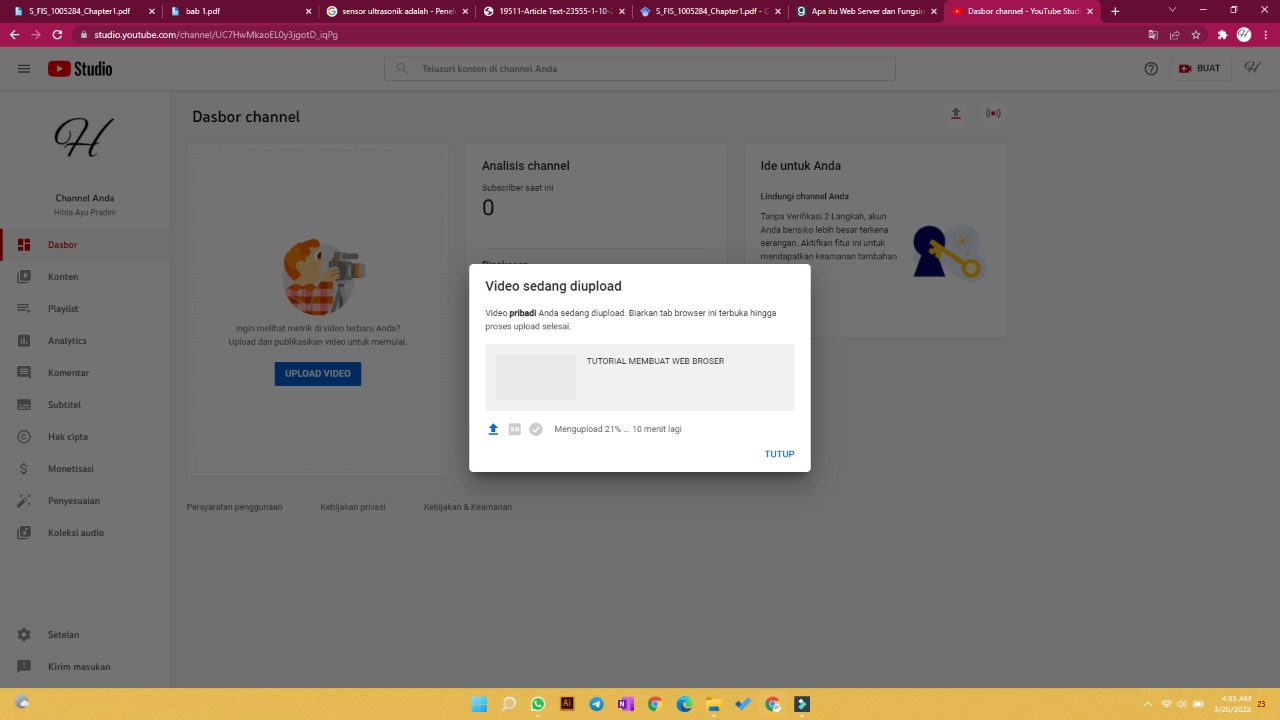 S_FIS_1005284_Chapter1.pdf
bab 1.pdf
sensor ultrasonik adalah - Penel
19511-Article Text-23555-1-10-2
S_FIS_1005284_Chapter1.pdf - G
Apa itu Web Server dan Fungsin
Dasbor channel - YouTube Studi
studio.youtube.com/channel/UC7HwMkaoEL0y3jgotD_iqPg
Studio
Telusuri konten di channel Anda
BUAT
Dasbor channel
Channel Anda
Hilda Ayu Pradini
Dasbor
Konten
Playlist
Analytics
Komentar
Subtitel
Hak cipta
Monetisasi
Penyesuaian
Koleksi audio
Setelan
Kirim masukan
Ingin melihat metrik di video terbaru Anda?
Upload dan publikasikan video untuk memulai.
UPLOAD VIDEO
Analisis channel
Subscriber saat ini
0
Ide untuk Anda
Lindungi channel Anda
Tanpa Verifikasi 2 Langkah, akun
Anda berisiko lebih besar terkena
serangan. Aktifkan fitur ini untuk
mendapatkan keamanan tambahan
Video sedang diupload
Video pribadi Anda sedang diupload. Biarkan tab browser ini terbuka hingga
proses upload selesai.
TUTORIAL MEMBUAT WEB BROSER
Mengupload 21% ... 10 menit lagi
TUTUP
Persyaratan penggunaan
Kebijakan privasi
Kebijakan & Keamanan
4:53 AM
3/20/2022
23